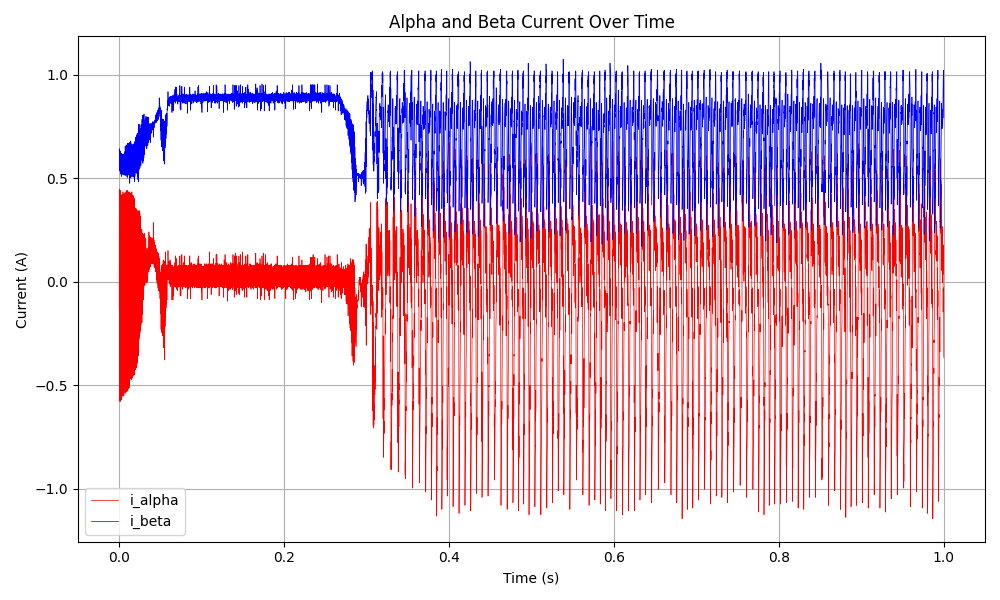 Alpha and Beta Current Over Time
Current (A)
1.0
0.5
0.0
−0.5
−1.0
i_alpha
i_beta
0.0 0.2 0.4 0.6 0.8 1.0
Time (s)